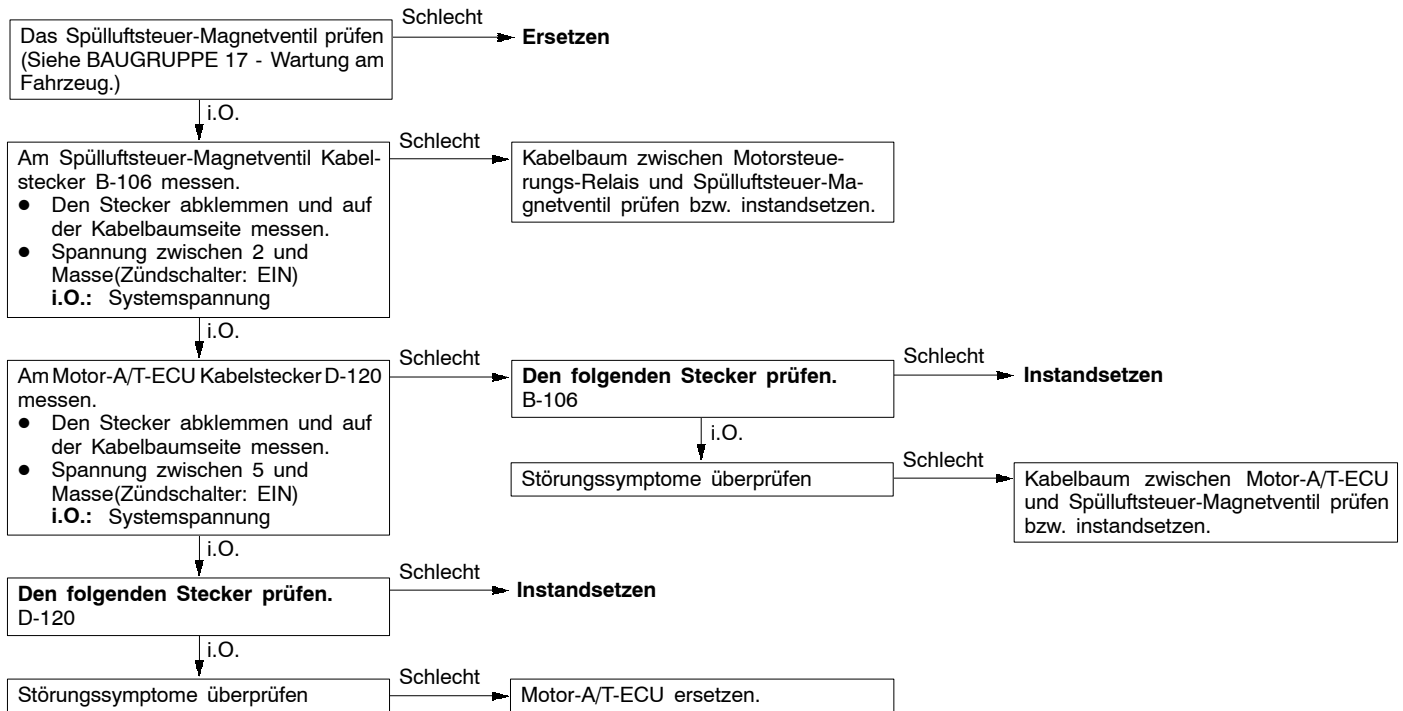 Das Spülluftsteuer-Magnetventil prüfen
(Siehe BAUGRUPPE 17 - Wartung am
Fahrzeug.)
Schlecht
Ersetzen
i.O.
Am Spülluftsteuer-Magnetventil Kabel-
stecker B-106 messen.
● Den Stecker abklemmen und auf
der Kabelbaumseite messen.
● Spannung zwischen 2 und
Masse(Zündschalter: EIN)
i.O.: Systemspannung
Schlecht
Kabelbaum zwischen Motorsteue-
rungs-Relais und Spülluftsteuer-Ma-
gnetventil prüfen bzw. instandsetzen.
i.O.
Am Motor-A/T-ECU Kabelstecker D-120
messen.
● Den Stecker abklemmen und auf
der Kabelbaumseite messen.
● Spannung zwischen 5 und
Masse(Zündschalter: EIN)
i.O.: Systemspannung
Schlecht
Den folgenden Stecker prüfen.
B-106
Schlecht
Instandsetzen
i.O.
Störungssymptome überprüfen
Schlecht
Kabelbaum zwischen Motor-A/T-ECU
und Spülluftsteuer-Magnetventil prüfen
bzw. instandsetzen.
i.O.
Den folgenden Stecker prüfen.
D-120
Schlecht
Instandsetzen
i.O.
Störungssymptome überprüfen
Schlecht
Motor-A/T-ECU ersetzen.